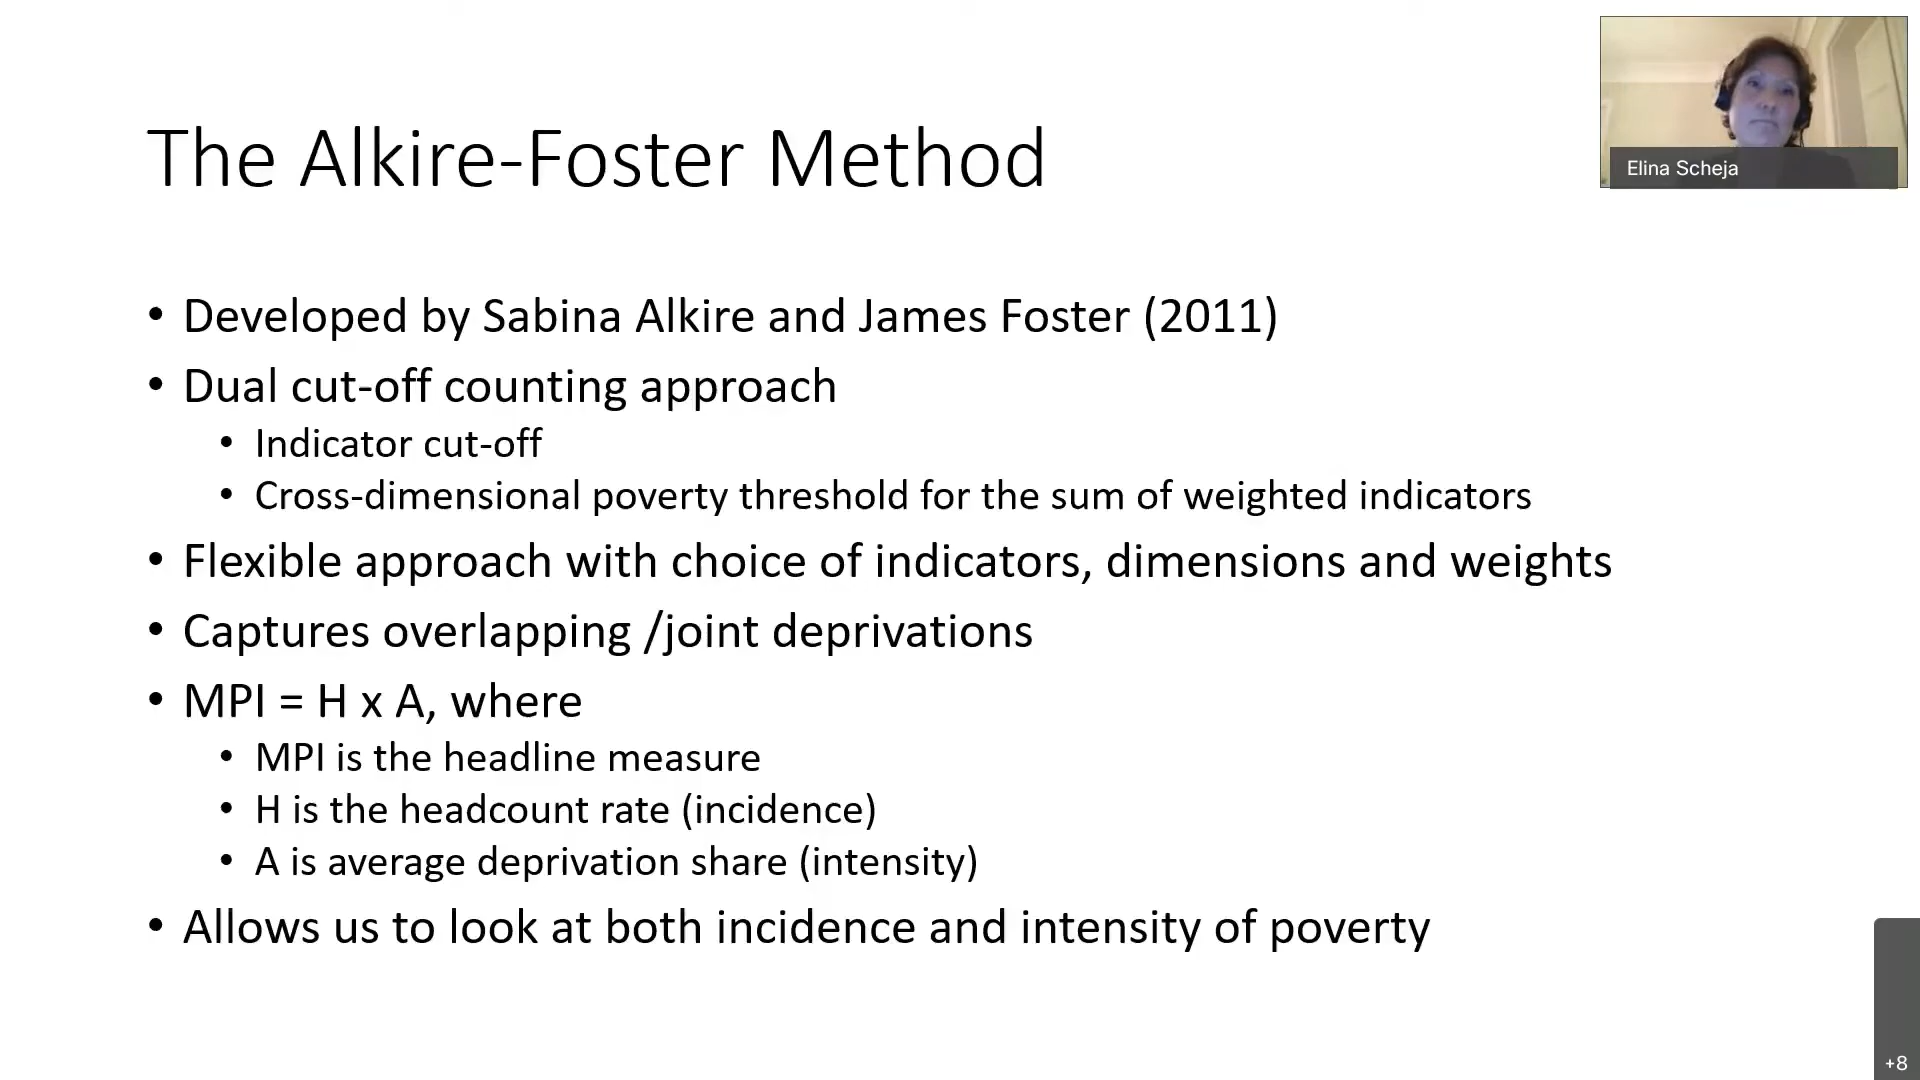 The Alkire-Foster Method
Elina Scheja
• Developed by Sabina Alkire and James Foster (2011)
• Dual cut-off counting approach
• Indicator cut-off
• Cross-dimensional poverty threshold for the sum of weighted indicators
• Flexible approach with choice of indicators, dimensions and weights
• Captures overlapping /joint deprivations
• MPI = H x A, where
• MPI is the headline measure
• H is the headcount rate (incidence)
• A is average deprivation share (intensity)
• Allows us to look at both incidence and intensity of poverty
+8